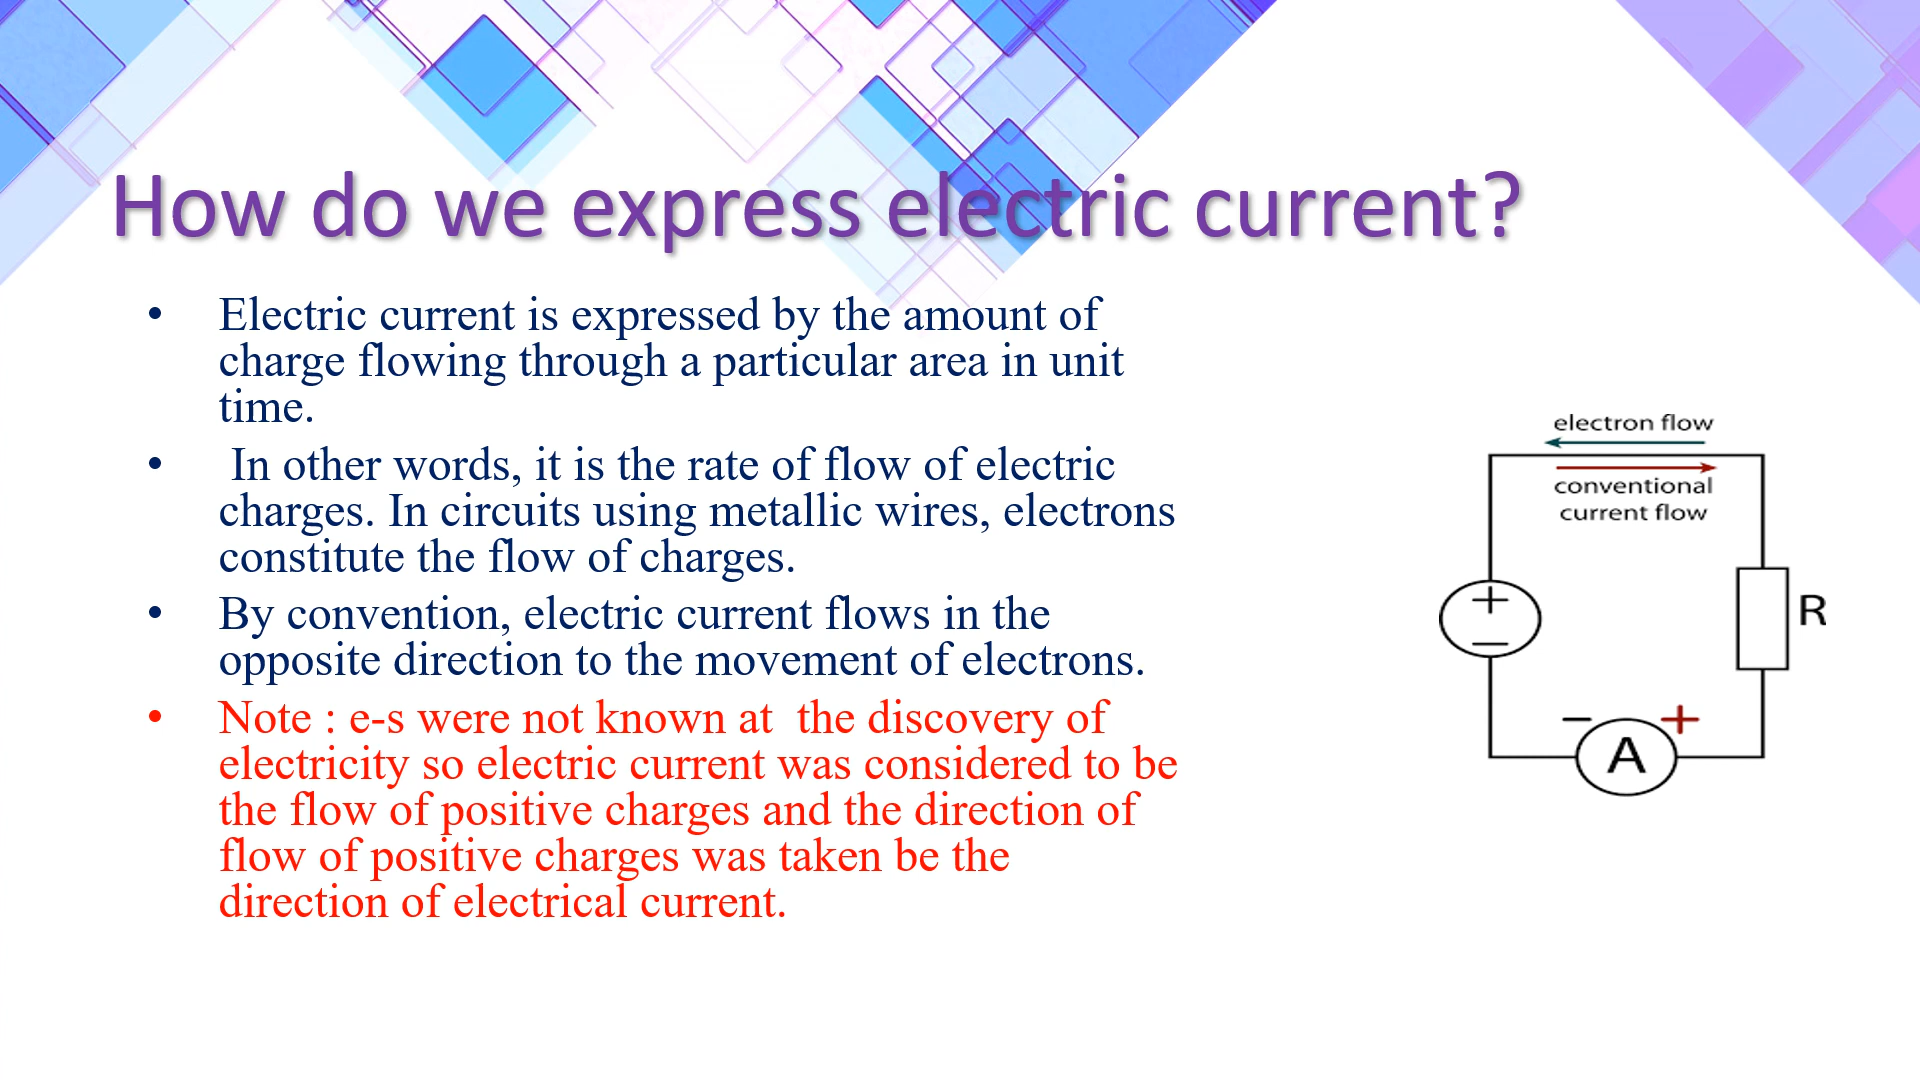 How do we express electric current?
• Electric current is expressed by the amount of
charge flowing through a particular area in unit
time.
• In other words, it is the rate of flow of electric
charges. In circuits using metallic wires, electrons
constitute the flow of charges.
• By convention, electric current flows in the
opposite direction to the movement of electrons.
• Note : e-s were not known at the discovery of
electricity so electric current was considered to be
the flow of positive charges and the direction of
flow of positive charges was taken be the
direction of electrical current.
electron flow
conventional
current flow
+
−
R
− +
A